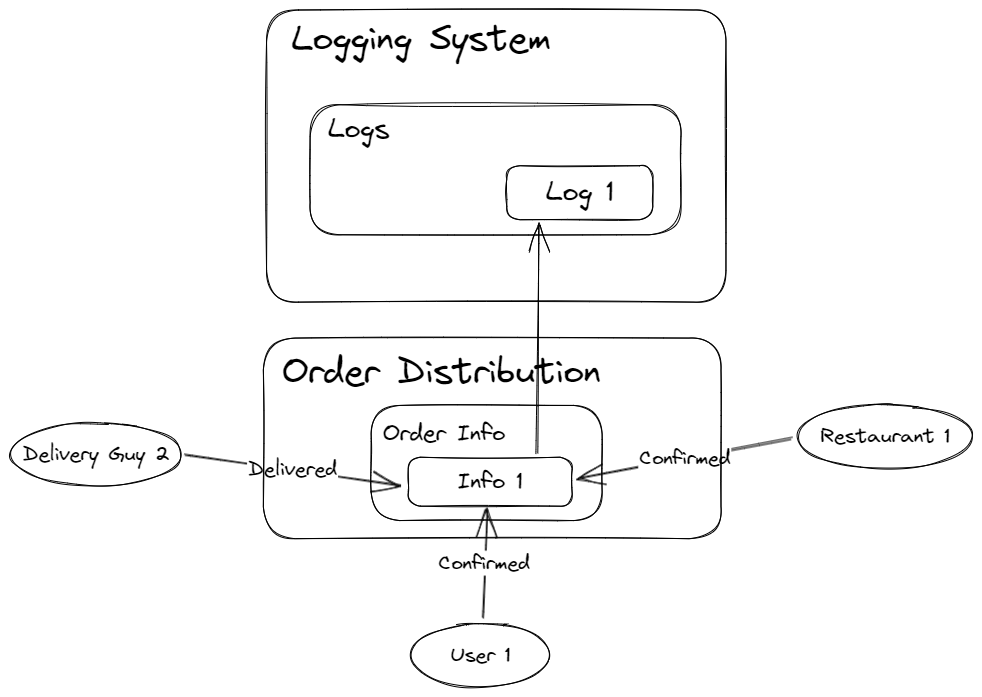 Logging System
Logs
Log 1
Order Distribution
Order Info
Info 1
Delivery Guy 2
Delivered
Confirmed
Restaurant 1
Confirmed
User 1